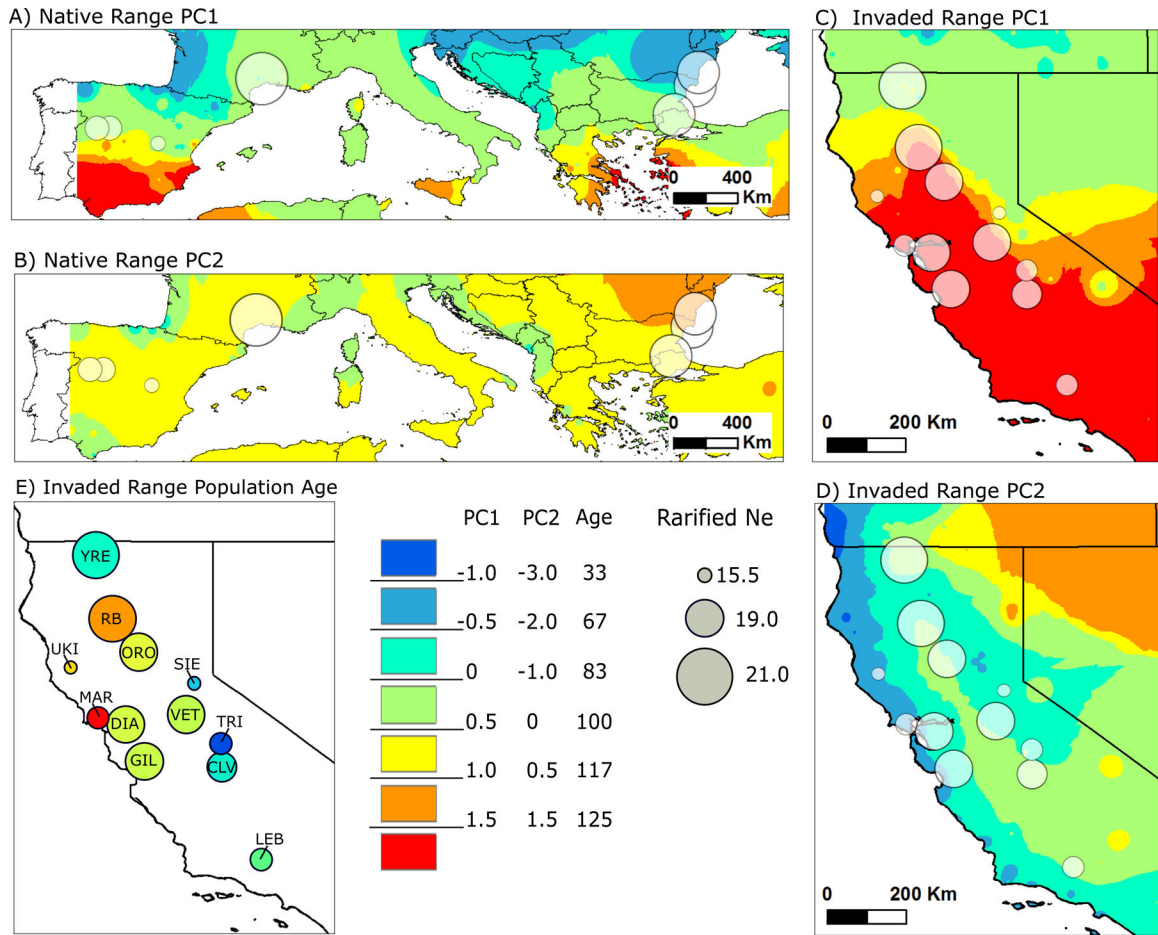 A) Native Range PC1
0 400
Km
B) Native Range PC2
0 400
Km
C) Invaded Range PC1
0 200 Km
D) Invaded Range PC2
0 200 Km
E) Invaded Range Population Age
YRE
RB
ORO
UKI
SIE
MAR
DIA
VET
TRI
GIL
CLV
LEB
PC1 PC2 Age
-1.0 -3.0 33
-0.5 -2.0 67
0 -1.0 83
0.5 0 100
1.0 0.5 117
1.5 1.5 125
Rarified Ne
15.5
19.0
21.0